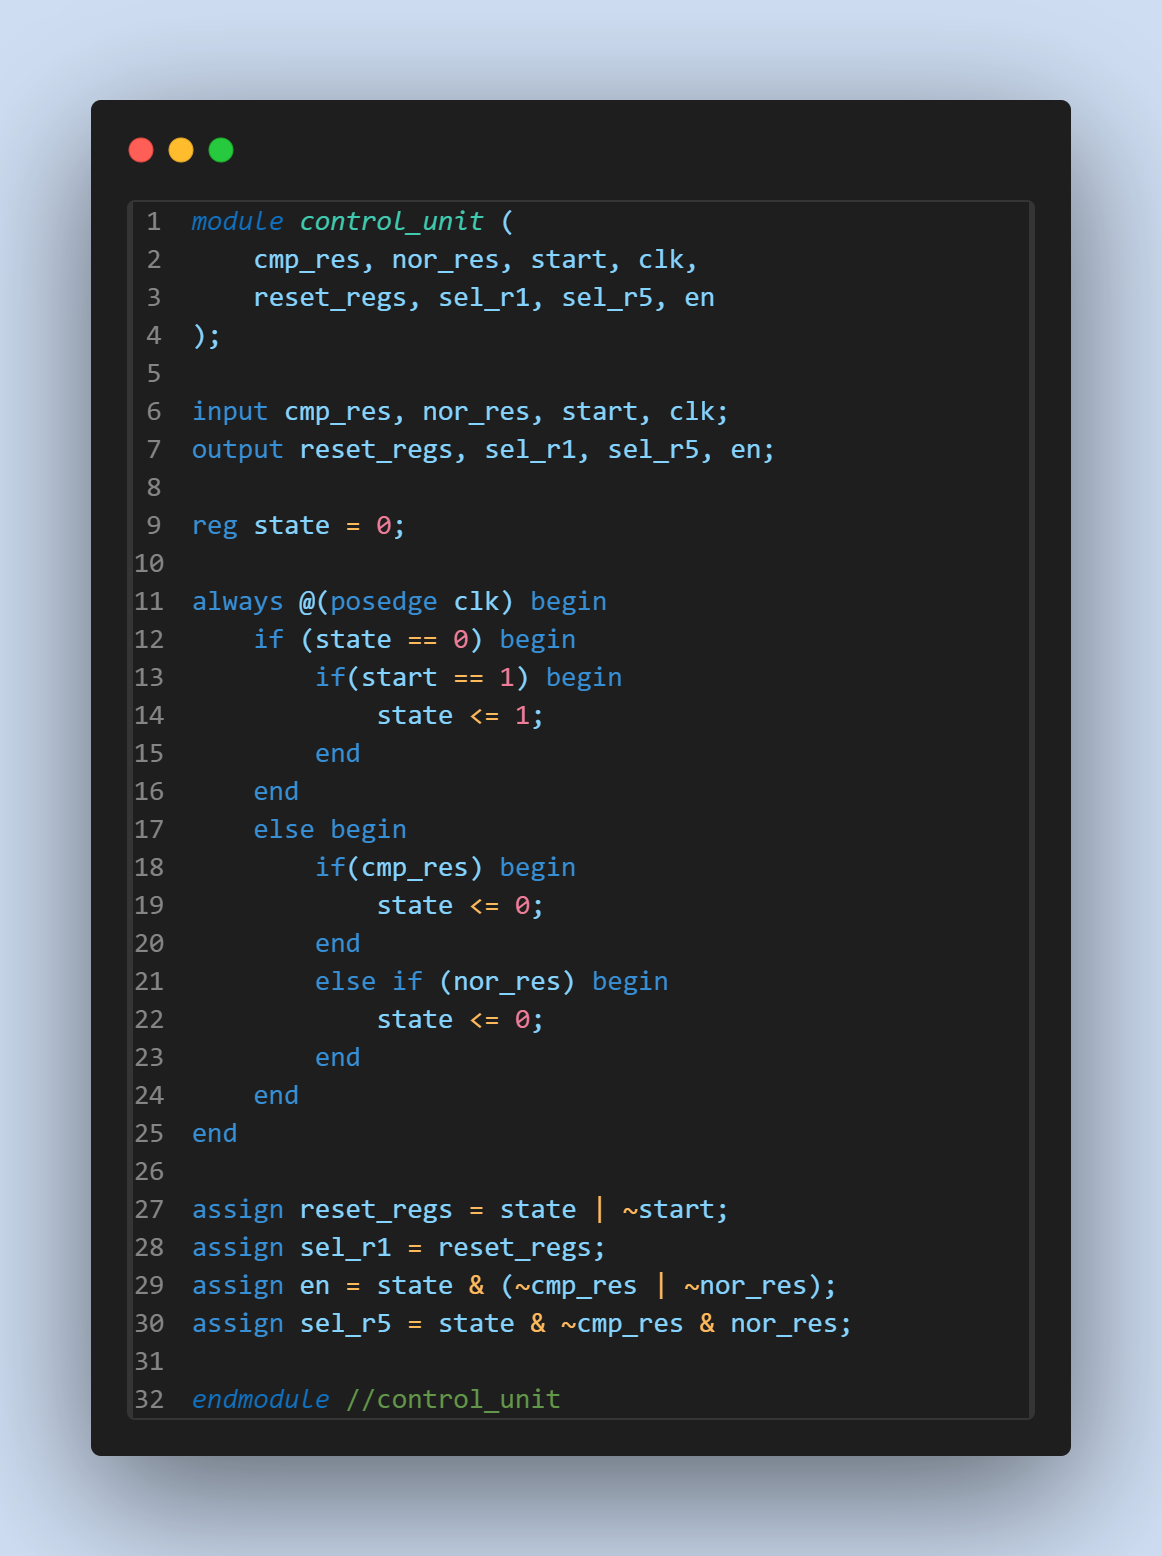 1 module control_unit (
2     cmp_res, nor_res, start, clk,
3     reset_regs, sel_r1, sel_r5, en
4 );
5
6 input cmp_res, nor_res, start, clk;
7 output reset_regs, sel_r1, sel_r5, en;
8
9 reg state = 0;
10
11 always @(posedge clk) begin
12     if (state == 0) begin
13         if(start == 1) begin
14             state <= 1;
15         end
16     end
17     else begin
18         if(cmp_res) begin
19             state <= 0;
20         end
21         else if (nor_res) begin
22             state <= 0;
23         end
24     end
25 end
26
27 assign reset_regs = state | ~start;
28 assign sel_r1 = reset_regs;
29 assign en = state & (~cmp_res | ~nor_res);
30 assign sel_r5 = state & ~cmp_res & nor_res;
31
32 endmodule //control_unit